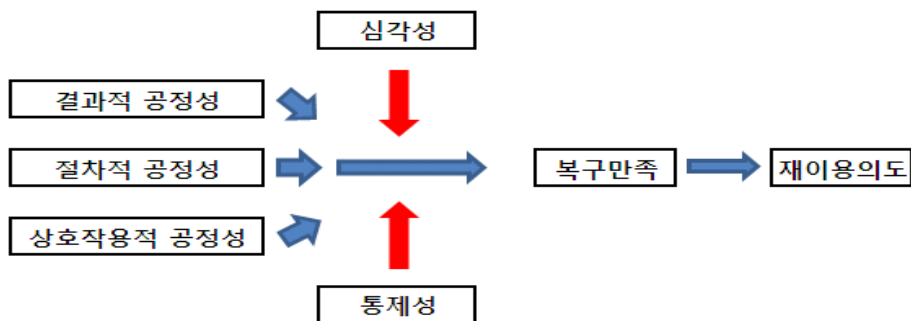 심각성
결과적 공정성
절차적 공정성
복구만족
재이용의도
상호작용적 공정성
통제성